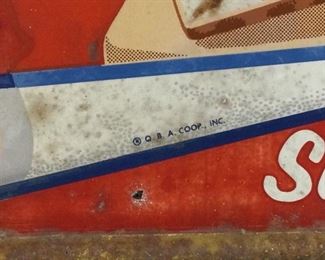 ® Q. B. A. COOP., INC.